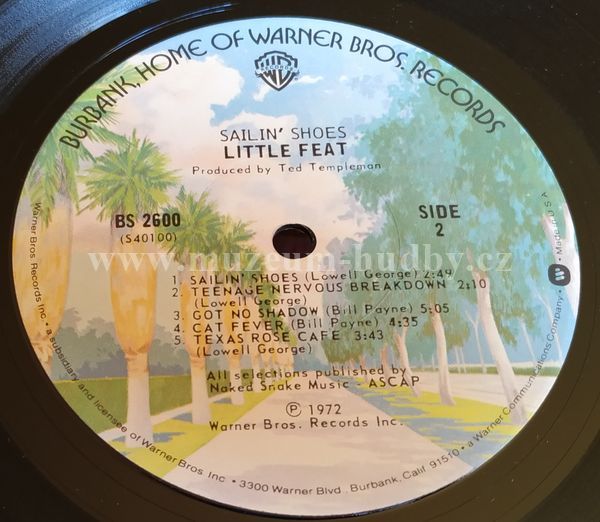 BURBANK, HOME OF WARNER BROS. RECORDS
WB
RECORDS
SAILIN' SHOES
LITTLE FEAT
Produced by Ted Templeman
BS 2600
(S40100)
SIDE
2
www.muzeum-hudby.cz
1. SAILIN' SHOES (Lowell George) 2:49
2. TEENAGE NERVOUS BREAKDOWN 2:10
(Lowell George)
3. GOT NO SHADOW (Bill Payne) 5:05
4. CAT FEVER (Bill Payne) 4:35
5. TEXAS ROSE CAFE 3:43
(Lowell George)
All selections published by
Naked Snake Music - ASCAP
℗ 1972
Warner Bros. Records Inc.
Warner Bros. Records Inc. • a subsidiary and licensee of Warner Bros. Inc • 3300 Warner Blvd., Burbank, Calif. 91510 • a Warner Communications Company • Made in U.S.A.